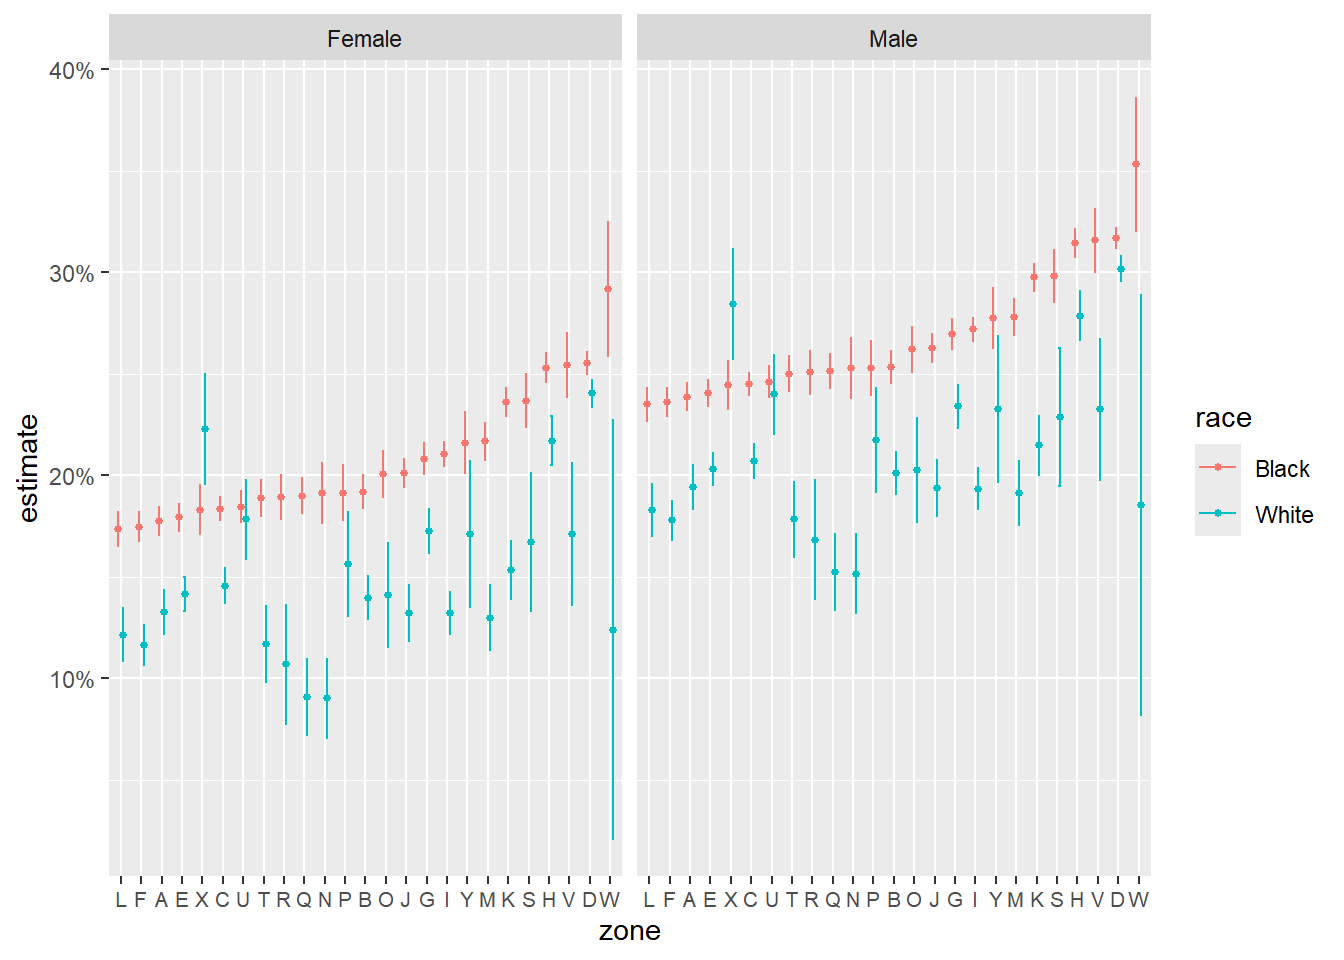 Female Male
40%
30%
20%
10%
estimate
L F A E X C U T R Q N P B O J G I Y M K S H V D W
L F A E X C U T R Q N P B O J G I Y M K S H V D W
zone
race
Black
White